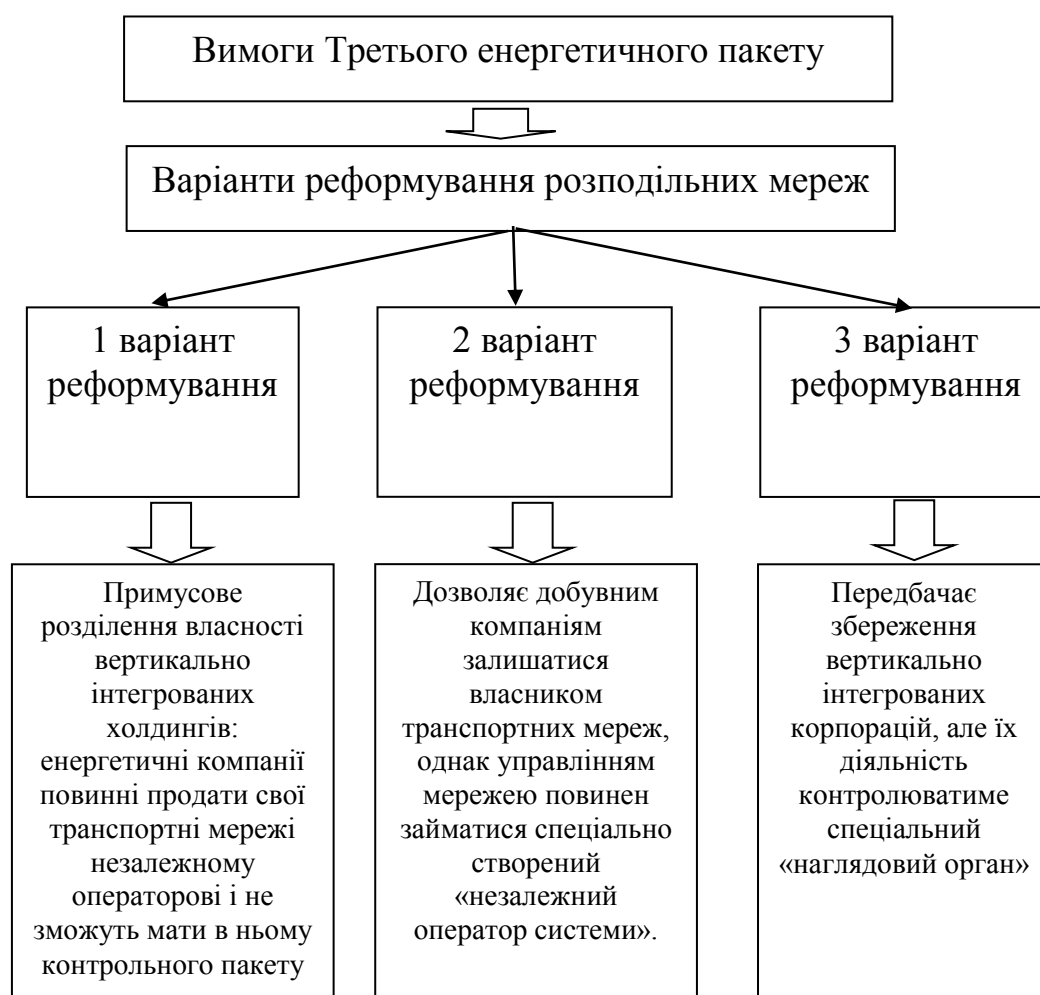 Вимоги Третього енергетичного пакету
Варіанти реформування розподільних мереж
1 варіант
реформування
2 варіант
реформування
3 варіант
реформування
Примусове
розділення власності
вертикально
інтегрованих
холдингів:
енергетичні компанії
повинні продати свої
транспортні мережі
незалежному
операторові і не
зможуть мати в ньому
контрольного пакету
Дозволяє добувним
компаніям
залишатися
власником
транспортних мереж,
однак управлінням
мережею повинен
займатися спеціально
створений
«незалежний
оператор системи».
Передбачає
збереження
вертикально
інтегрованих
корпорацій, але їх
діяльність
контролюватиме
спеціальний
«наглядовий орган»